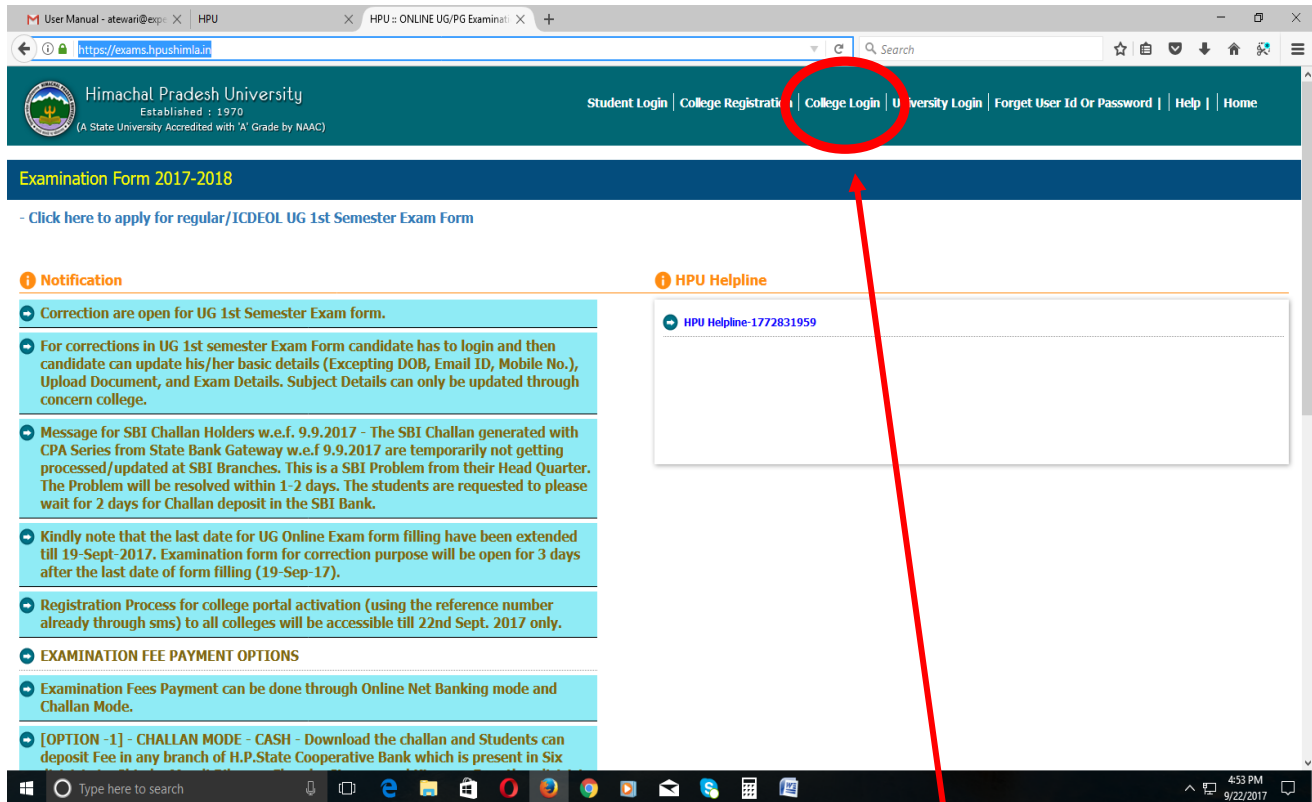 User Manual - atewari@expe
HPU
HPU :: ONLINE UG/PG Examinati
https://exams.hpushimla.in
Search
Himachal Pradesh University
Established : 1970
(A State University Accredited with 'A' Grade by NAAC)
Student Login | College Registration | College Login | University Login | Forget User Id Or Password | | Help | | Home
Examination Form 2017-2018
- Click here to apply for regular/ICDEOL UG 1st Semester Exam Form
Notification
Correction are open for UG 1st Semester Exam form.
For corrections in UG 1st semester Exam Form candidate has to login and then
candidate can update his/her basic details (Excepting DOB, Email ID, Mobile No.),
Upload Document, and Exam Details. Subject Details can only be updated through
concern college.
Message for SBI Challan Holders w.e.f. 9.9.2017 - The SBI Challan generated with
CPA Series from State Bank Gateway w.e.f 9.9.2017 are temporarily not getting
processed/updated at SBI Branches. This is a SBI Problem from their Head Quarter.
The Problem will be resolved within 1-2 days. The students are requested to please
wait for 2 days for Challan deposit in the SBI Bank.
Kindly note that the last date for UG Online Exam form filling have been extended
till 19-Sept-2017. Examination form for correction purpose will be open for 3 days
after the last date of form filling (19-Sep-17).
Registration Process for college portal activation (using the reference number
already through sms) to all colleges will be accessible till 22nd Sept. 2017 only.
EXAMINATION FEE PAYMENT OPTIONS
Examination Fees Payment can be done through Online Net Banking mode and
Challan Mode.
[OPTION -1] - CHALLAN MODE - CASH - Download the challan and Students can
deposit Fee in any branch of H.P.State Cooperative Bank which is present in Six
HPU Helpline
HPU Helpline-1772831959
Type here to search
4:53 PM
9/22/2017